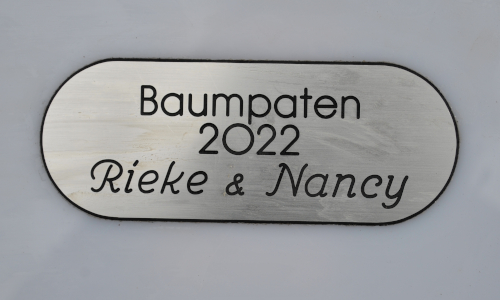 Baumpaten
2022
Rieke & Nancy